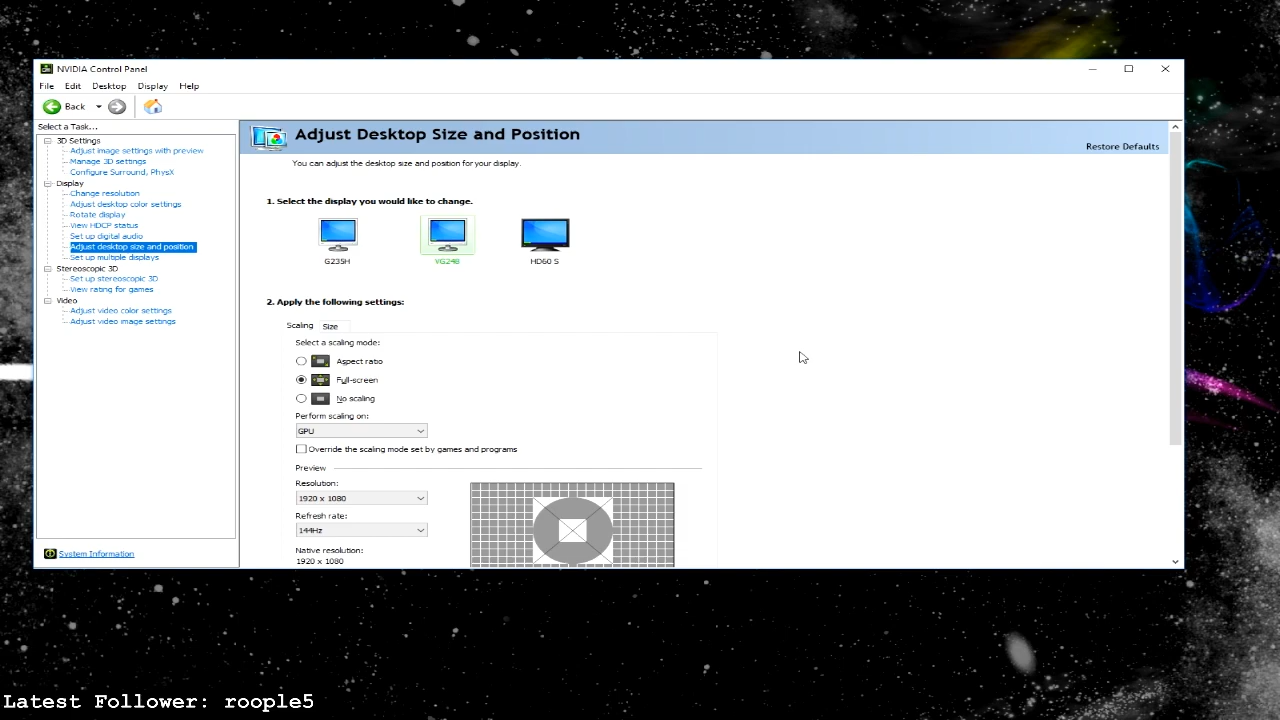 NVIDIA Control Panel
File Edit Desktop Display Help
Back
Select a Task...
3D Settings
Adjust image settings with preview
Manage 3D settings
Configure Surround, PhysX
Display
Change resolution
Adjust desktop color settings
Rotate display
View HDCP status
Set up digital audio
Adjust desktop size and position
Set up multiple displays
Stereoscopic 3D
Set up stereoscopic 3D
View rating for games
Video
Adjust video color settings
Adjust video image settings
System Information
Adjust Desktop Size and Position
Restore Defaults
You can adjust the desktop size and position for your display.
1. Select the display you would like to change.
G235H VG248 HD60 S
2. Apply the following settings:
Scaling Size
Select a scaling mode:
Aspect ratio
Full-screen
No scaling
Perform scaling on:
GPU
Override the scaling mode set by games and programs
Preview
Resolution:
1920 x 1080
Refresh rate:
144Hz
Native resolution:
1920 x 1080
Latest Follower: roople5